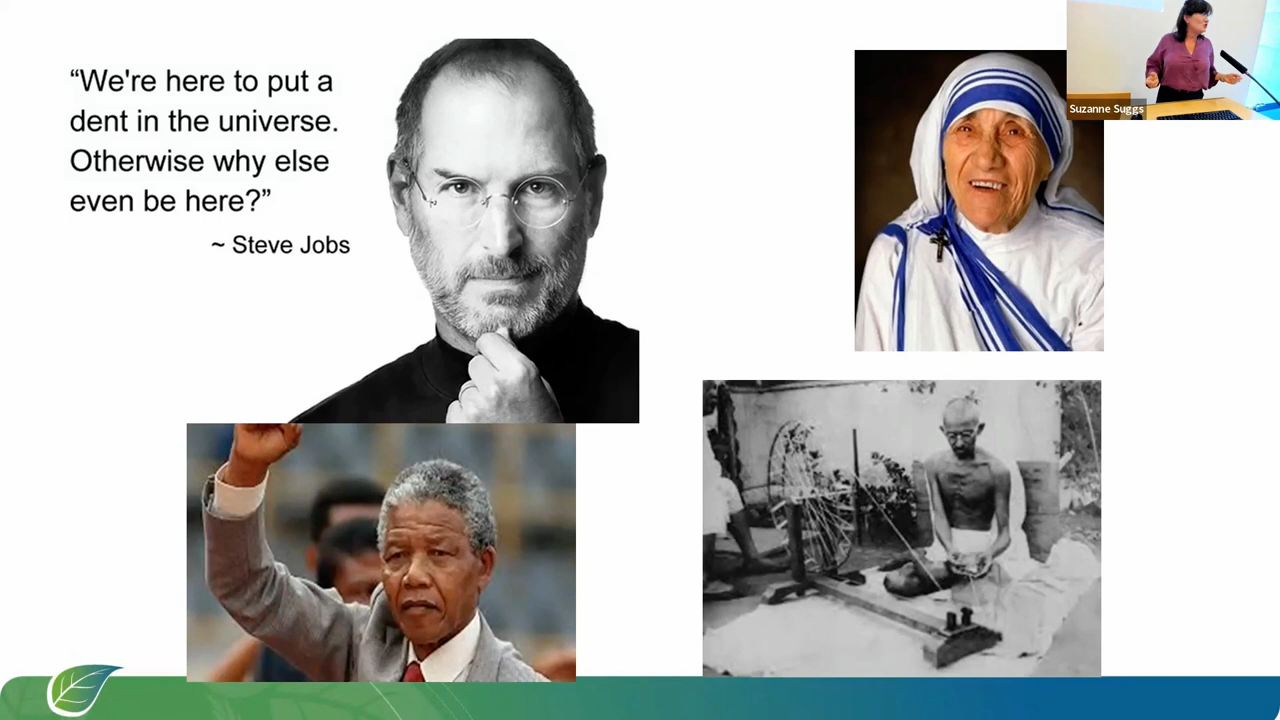 “We're here to put a
dent in the universe.
Otherwise why else
even be here?”
~ Steve Jobs
Suzanne Suggs